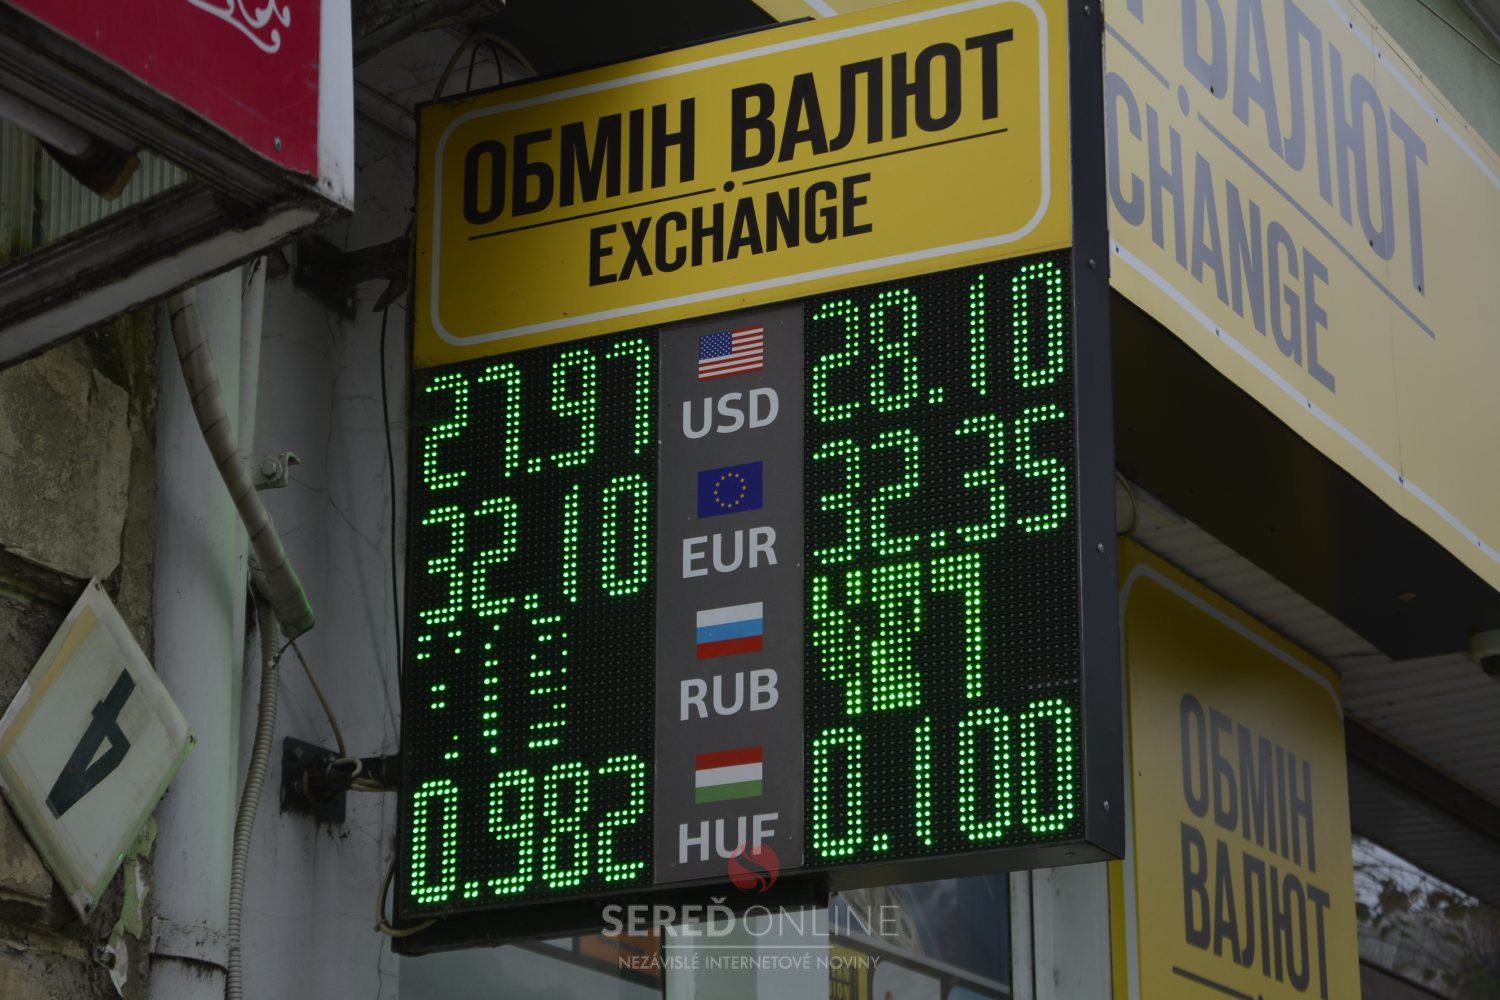 ОБМІН ВАЛЮТ
EXCHANGE
27.97 USD 28.10
32.10 EUR 32.35
RUB
0.982 HUF 0.100
ВАЛЮТ
CHANGE
ОБМІН
ВАЛЮТ
4
SEREĎONLINE
NEZÁVISLÉ INTERNETOVÉ NOVINY